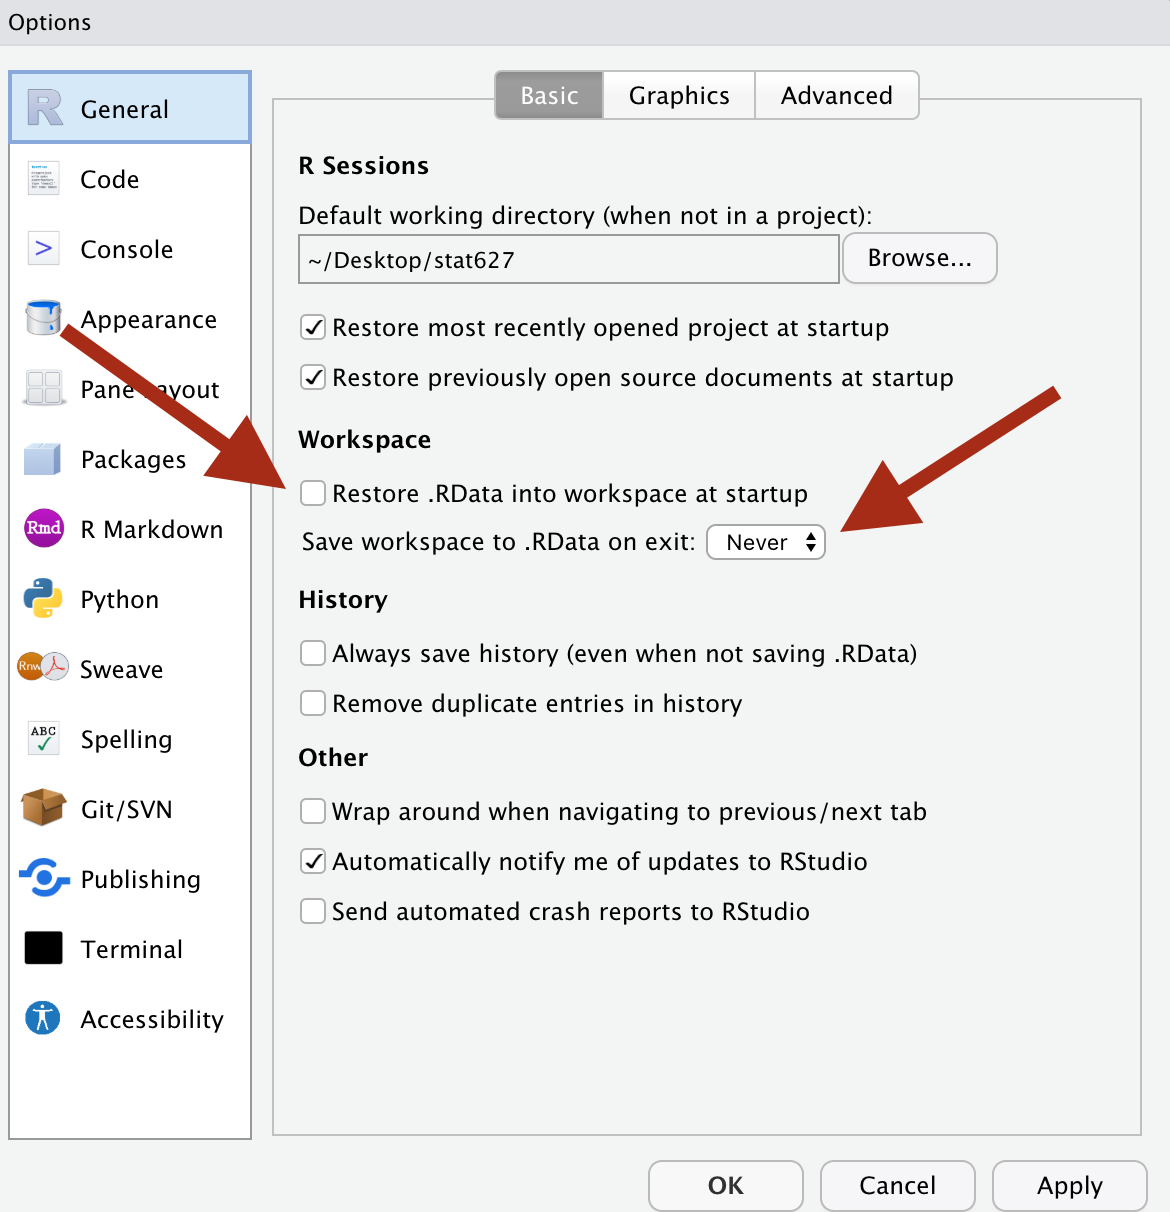 Options
General
Code
Console
Appearance
Pane Layout
Packages
Rmd R Markdown
Python
Rnw Sweave
ABC Spelling
Git/SVN
Publishing
Terminal
Accessibility
Basic Graphics Advanced
R Sessions
Default working directory (when not in a project):
~/Desktop/stat627 Browse...
Restore most recently opened project at startup
Restore previously open source documents at startup
Workspace
Restore .RData into workspace at startup
Save workspace to .RData on exit: Never
History
Always save history (even when not saving .RData)
Remove duplicate entries in history
Other
Wrap around when navigating to previous/next tab
Automatically notify me of updates to RStudio
Send automated crash reports to RStudio
OK Cancel Apply